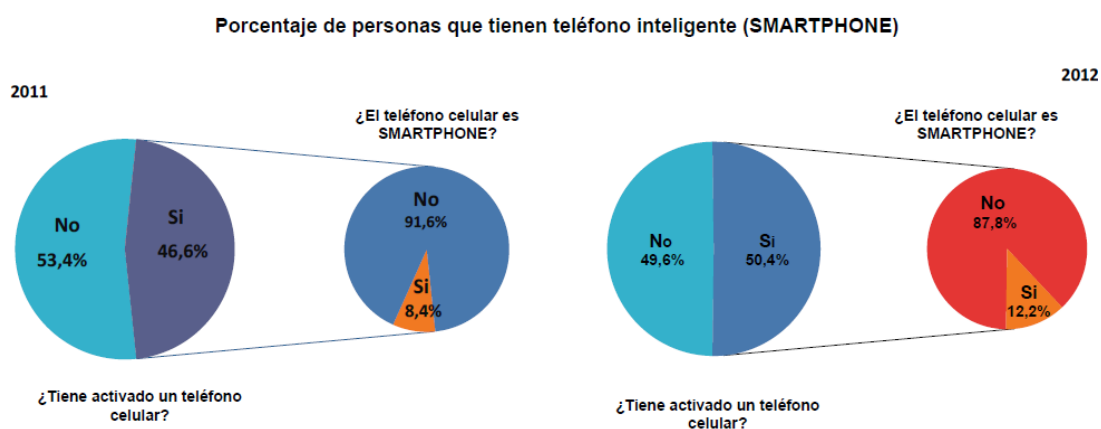 Porcentaje de personas que tienen teléfono inteligente (SMARTPHONE)
2011
¿El teléfono celular es
SMARTPHONE?
No
53,4%
Si
46,6%
No
91,6%
Si
8,4%
¿Tiene activado un teléfono
celular?
2012
¿El teléfono celular es
SMARTPHONE?
No
49,6%
Si
50,4%
No
87,8%
Si
12,2%
¿Tiene activado un teléfono
celular?